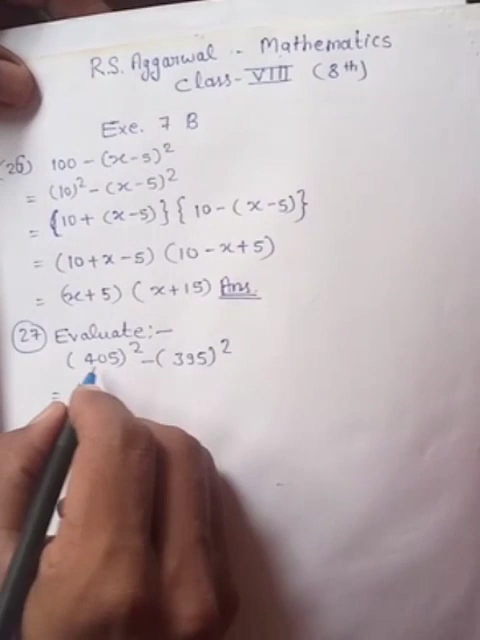 R.S. Aggarwal - Mathematics
Class - VIII (8th)
Exe. 7 B
(26) 100 - (x-5)²
= (10)² - (x-5)²
= {10 + (x-5)} {10 - (x-5)}
= (10+x-5) (10-x+5)
= (x+5) (x+15) Ans.
(27) Evaluate:-
(405)² - (395)²
=